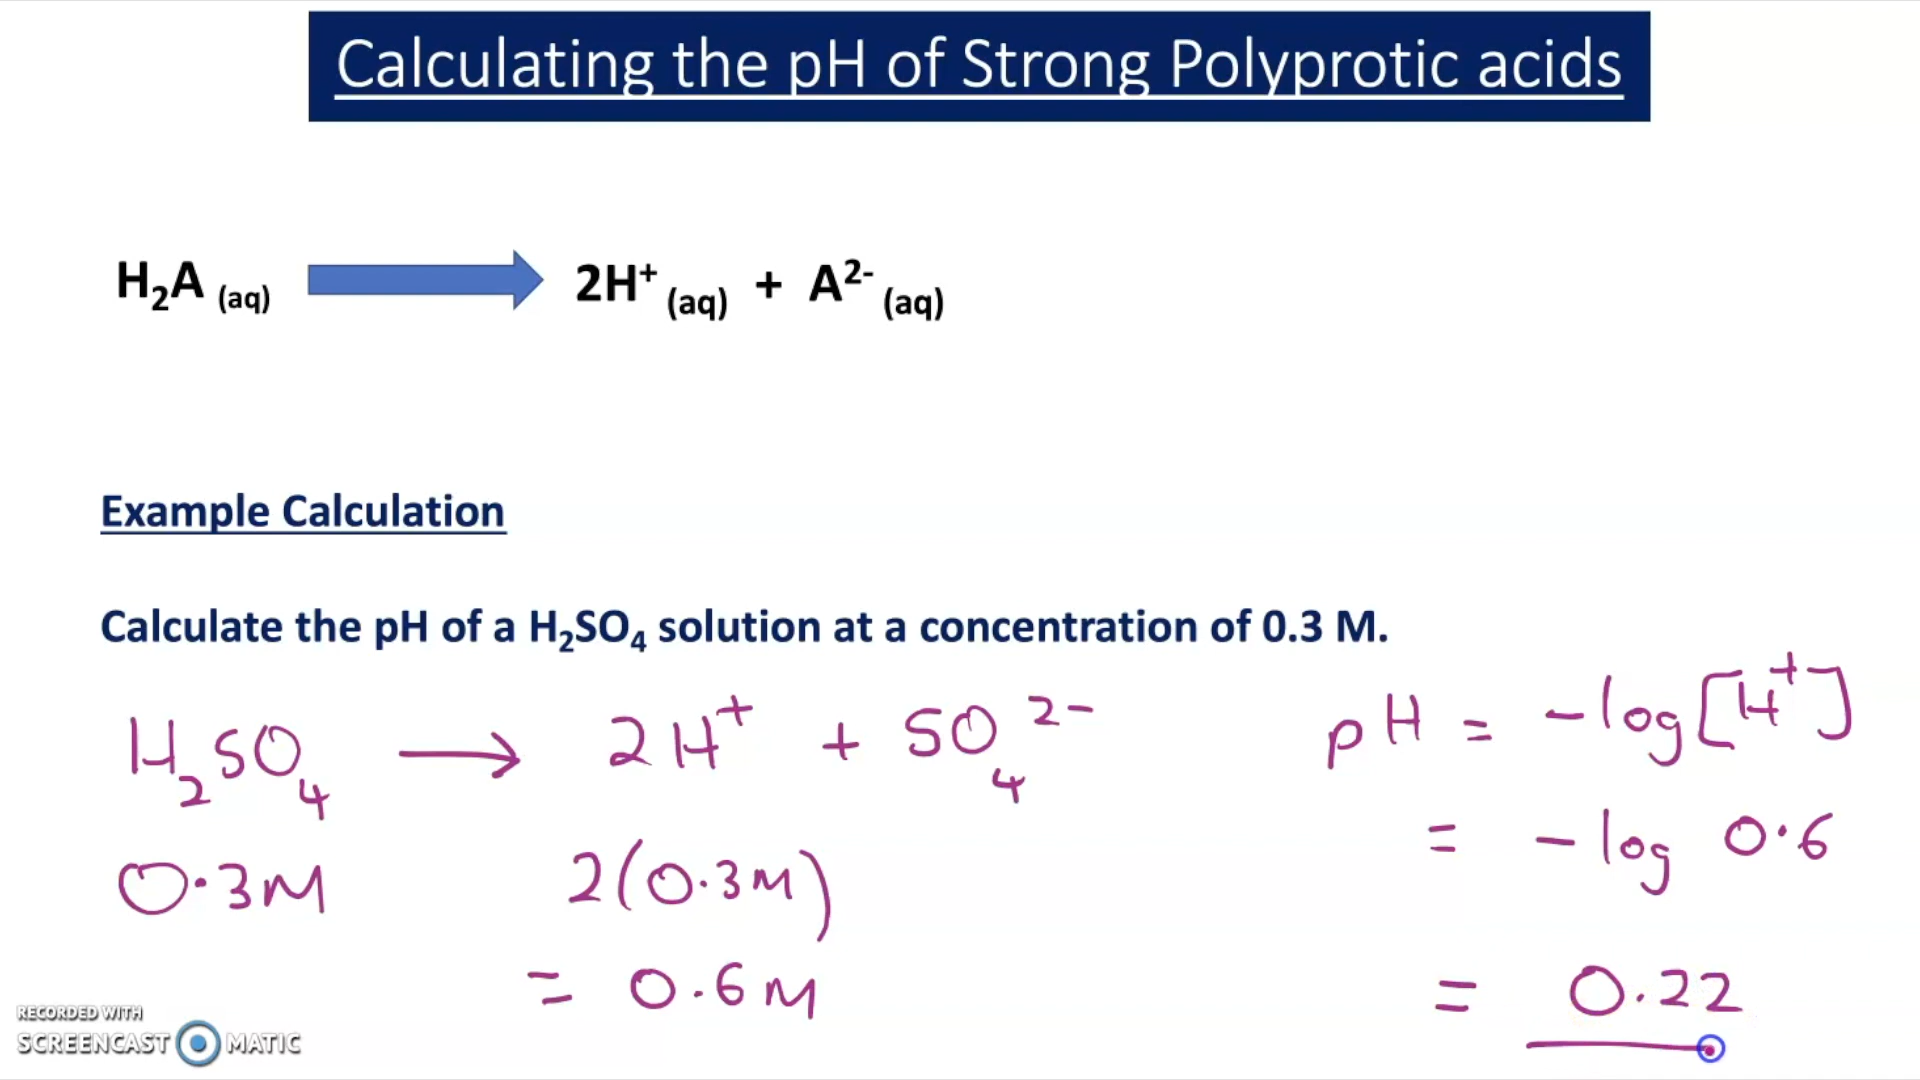 Calculating the pH of Strong Polyprotic acids
H₂A (aq) 2H⁺ (aq) + A²⁻ (aq)
Example Calculation
Calculate the pH of a H₂SO₄ solution at a concentration of 0.3 M.
H₂SO₄ → 2H⁺ + SO₄²⁻
0.3M 2(0.3M)
= 0.6M
pH = -log[H⁺]
= -log 0.6
= 0.22
RECORDED WITH
SCREENCAST MATIC